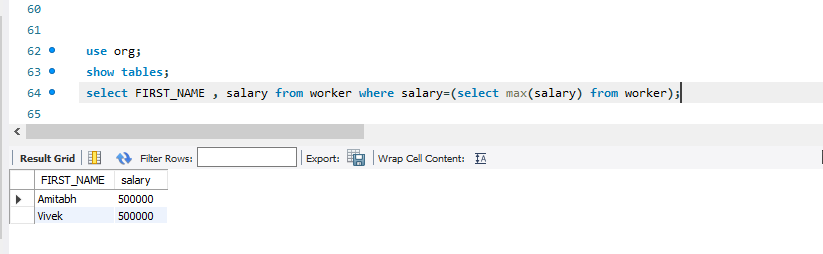 60
61
62 use org;
63 show tables;
64 select FIRST_NAME , salary from worker where salary=(select max(salary) from worker);
65
Result Grid Filter Rows: Export: Wrap Cell Content: IA
FIRST_NAME salary
Amitabh 500000
Vivek 500000